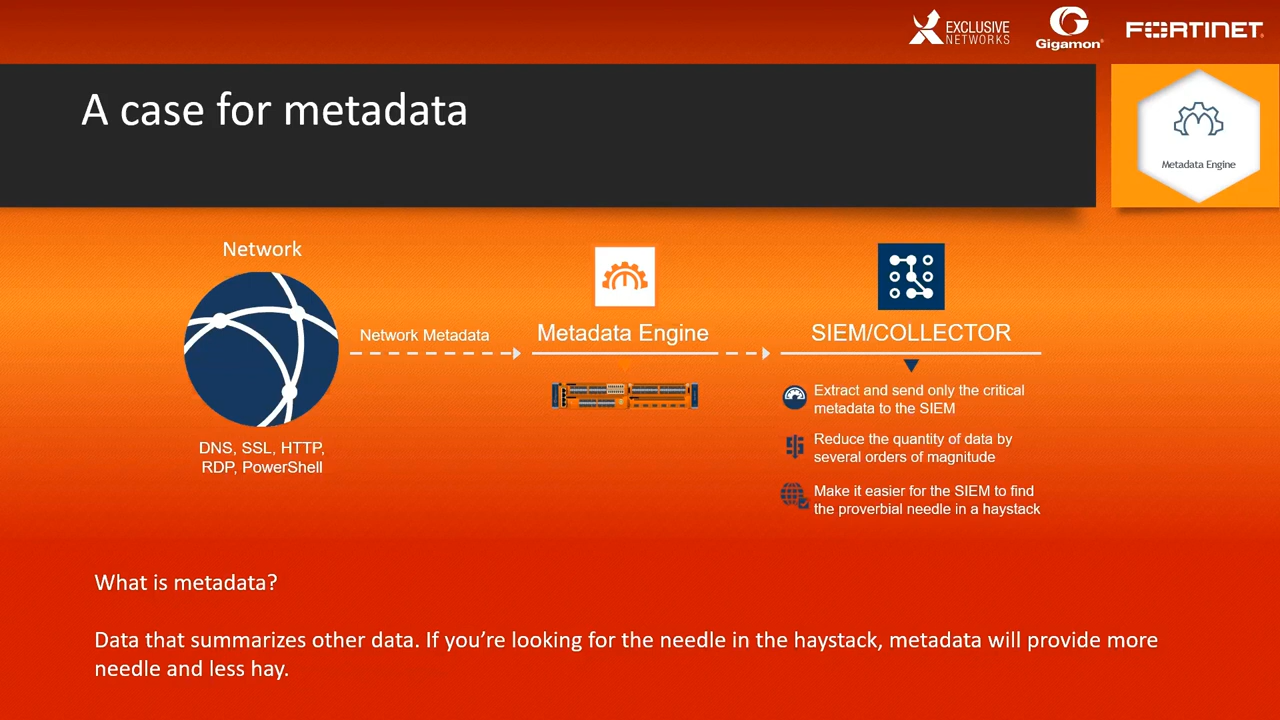 EXCLUSIVE
NETWORKS
Gigamon®
FORTINET
A case for metadata
Metadata Engine
Network
Network Metadata
Metadata Engine
SIEM/COLLECTOR
DNS, SSL, HTTP,
RDP, PowerShell
Extract and send only the critical
metadata to the SIEM
Reduce the quantity of data by
several orders of magnitude
Make it easier for the SIEM to find
the proverbial needle in a haystack
What is metadata?
Data that summarizes other data. If you’re looking for the needle in the haystack, metadata will provide more
needle and less hay.